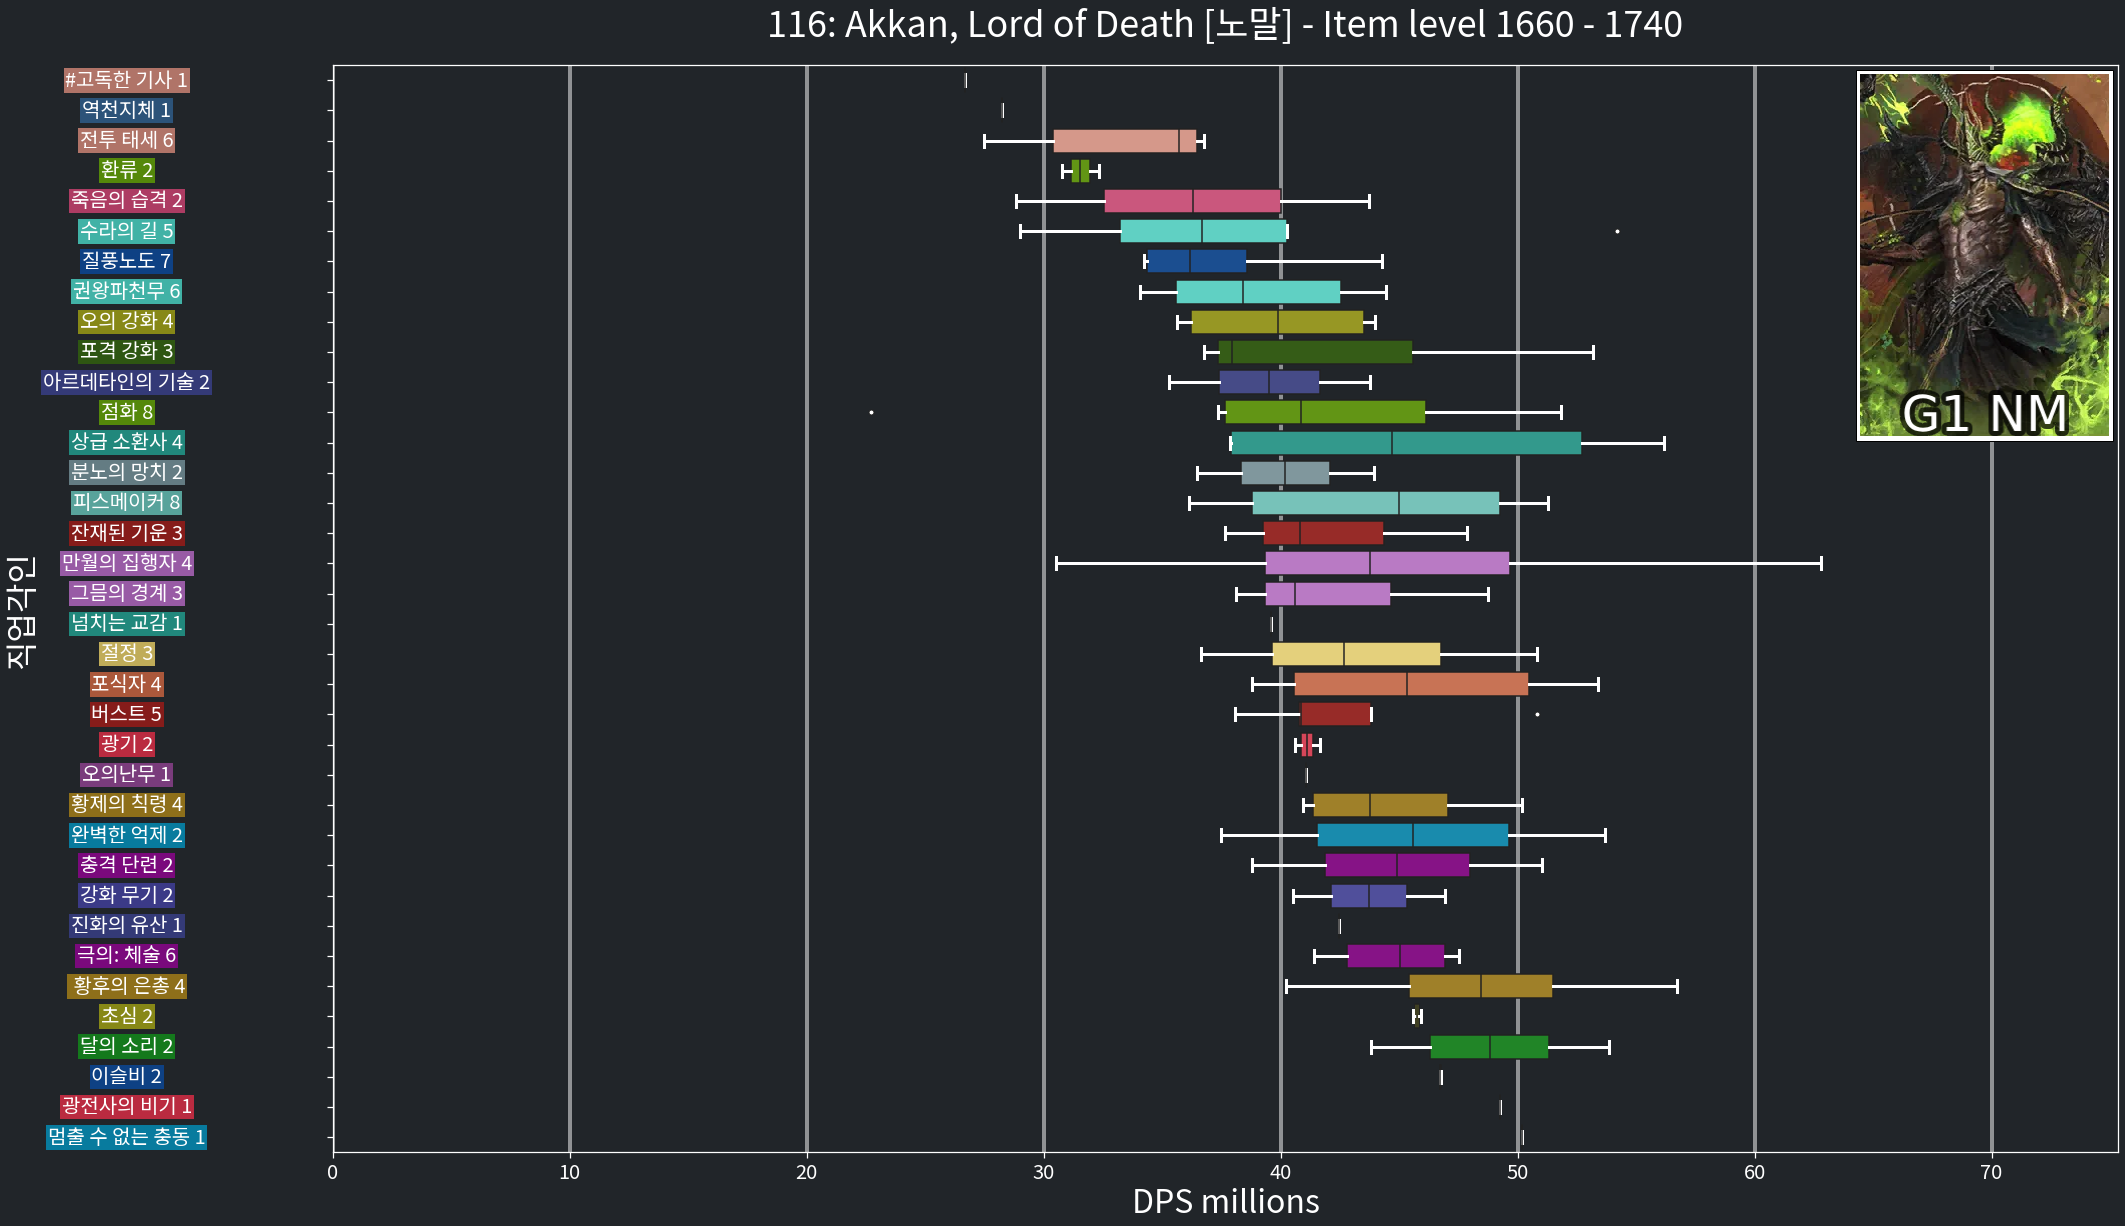 116: Akkan, Lord of Death [노말] - Item level 1660 - 1740
#고독한 기사 1
역천지체 1
전투 태세 6
환류 2
죽음의 습격 2
수라의 길 5
질풍노도 7
권왕파천무 6
오의 강화 4
포격 강화 3
아르데타인의 기술 2
점화 8
상급 소환사 4
분노의 망치 2
피스메이커 8
잔재된 기운 3
만월의 집행자 4
그믐의 경계 3
넘치는 교감 1
절정 3
포식자 4
버스트 5
광기 2
오의난무 1
황제의 칙령 4
완벽한 억제 2
충격 단련 2
강화 무기 2
진화의 유산 1
극의: 체술 6
황후의 은총 4
초심 2
달의 소리 2
이슬비 2
광전사의 비기 1
멈출 수 없는 충동 1
직업각인
G1 NM
0 10 20 30 40 50 60 70
DPS millions